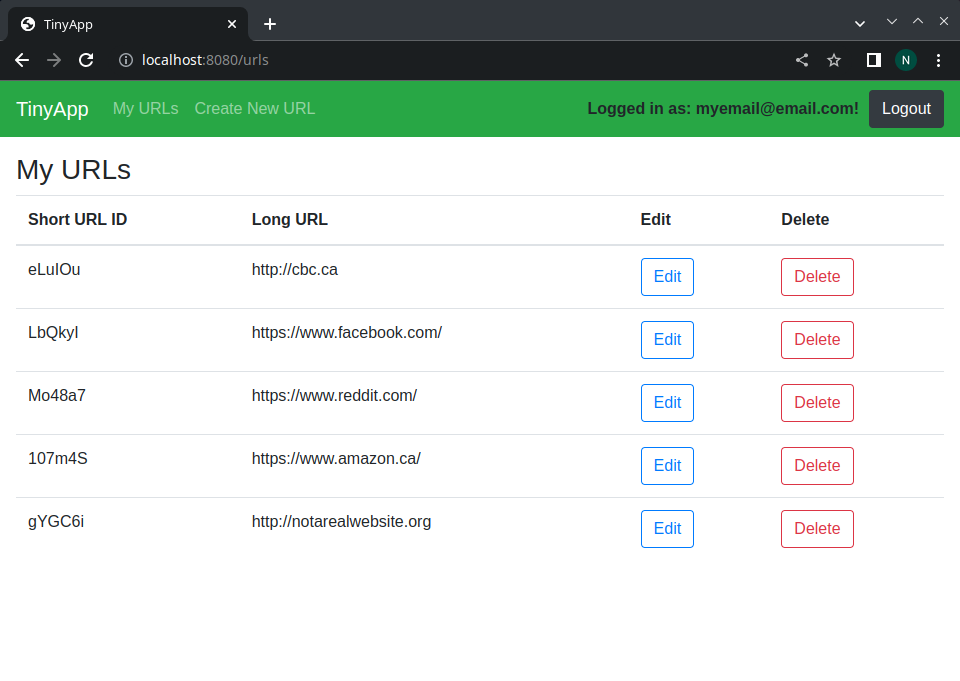 TinyApp
localhost:8080/urls
N
TinyApp My URLs Create New URL Logged in as: myemail@email.com! Logout
My URLs
Short URL ID Long URL Edit Delete
eLuIOu http://cbc.ca Edit Delete
LbQkyI https://www.facebook.com/ Edit Delete
Mo48a7 https://www.reddit.com/ Edit Delete
107m4S https://www.amazon.ca/ Edit Delete
gYGC6i http://notarealwebsite.org Edit Delete